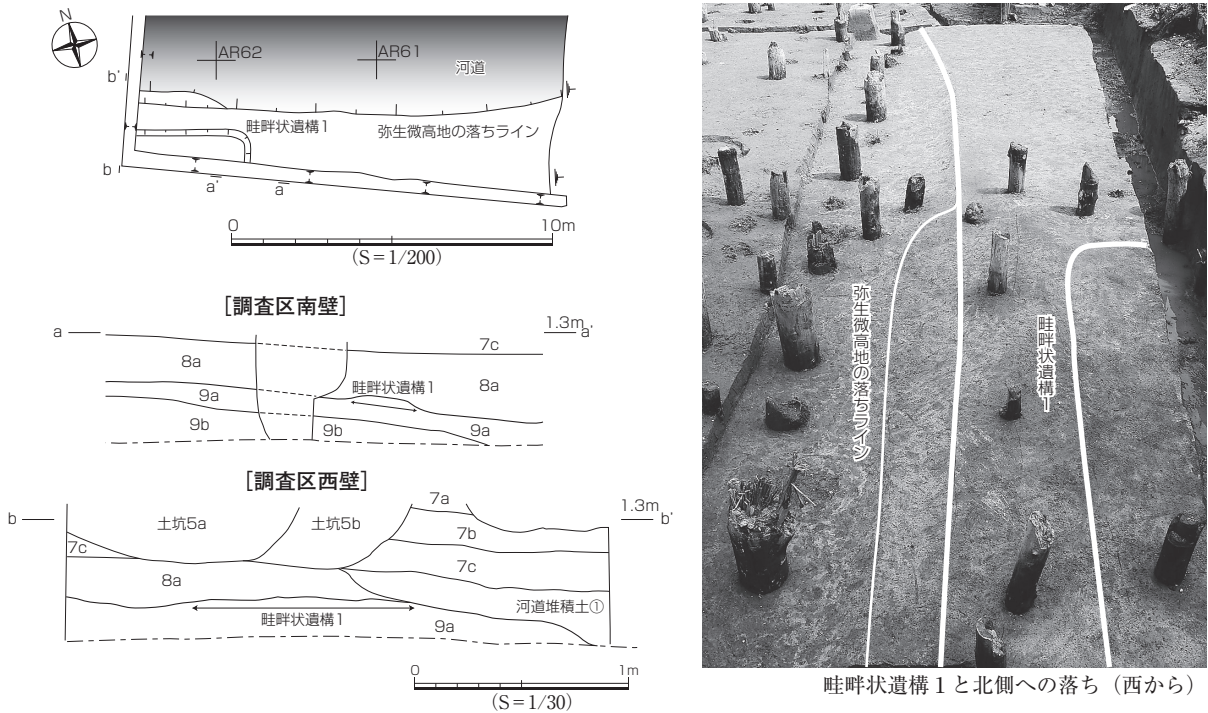 N
AR62
AR61
河道
b'
畦畔状遺構1
弥生微高地の落ちライン
b
a'
a
0
10m
(S=1/200)
[調査区南壁]
a
1.3m
a'
7c
8a
畦畔状遺構1
8a
9a
9b
9b
9a
[調査区西壁]
b
1.3m
b'
土坑5a
土坑5b
7a
7b
7c
7c
8a
河道堆積土①
畦畔状遺構1
9a
0
1m
(S=1/30)
弥生微高地の落ちライン
畦畔状遺構1
畦畔状遺構1と北側への落ち(西から)